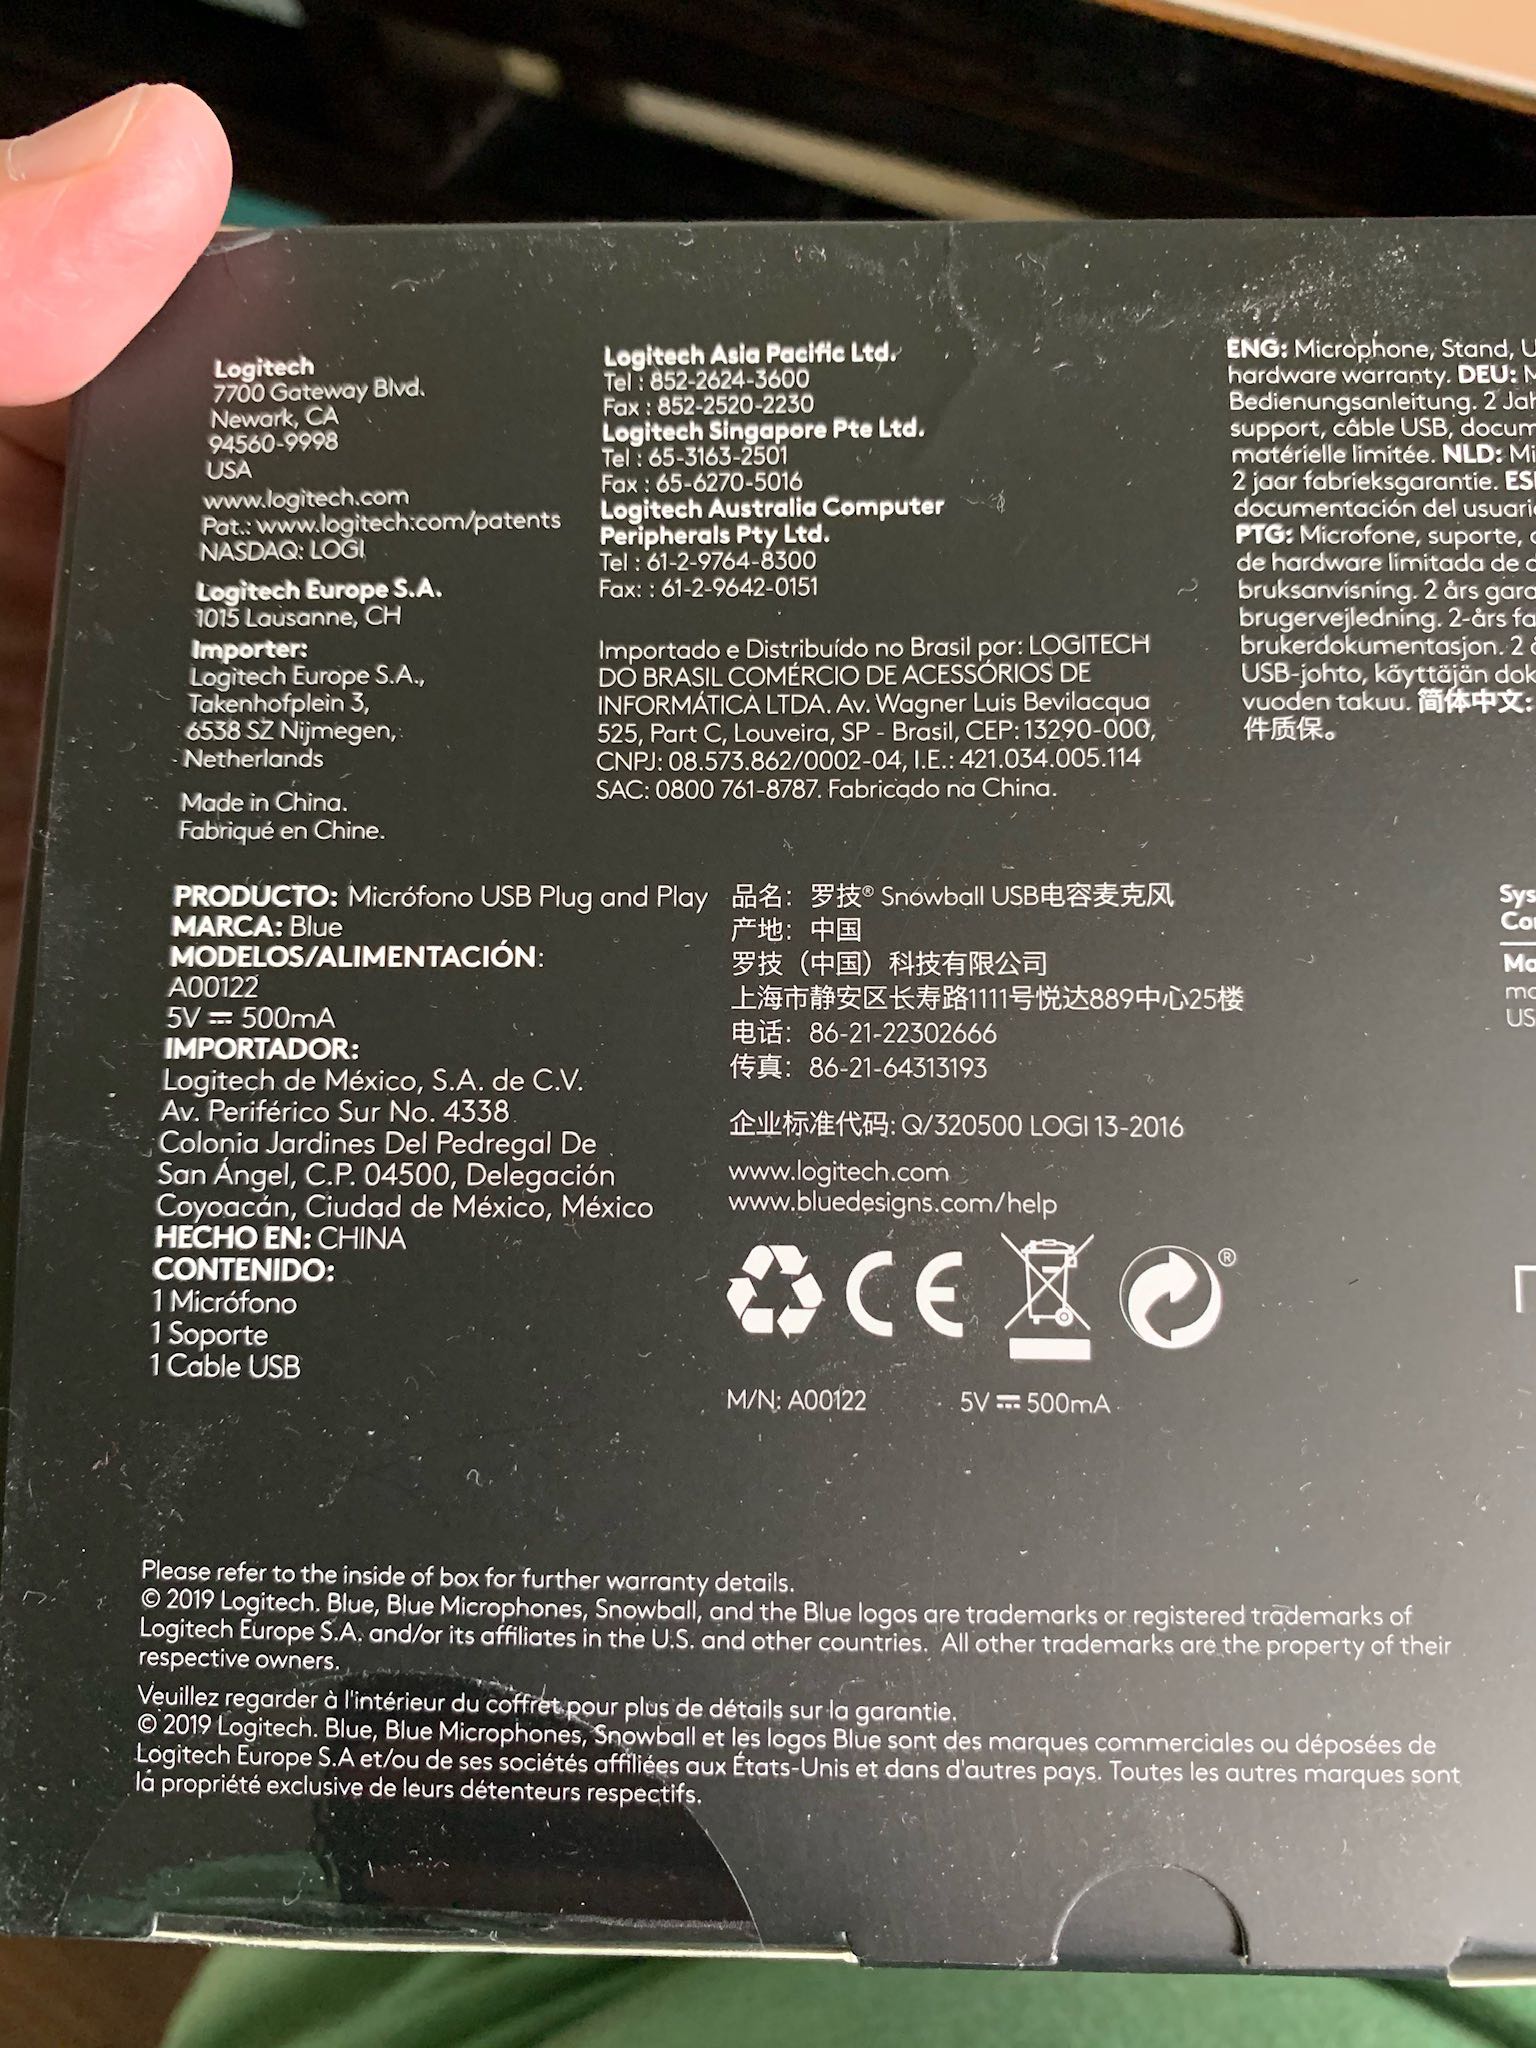 Logitech
7700 Gateway Blvd.
Newark, CA
94560-9998
USA
www.logitech.com
Pat.: www.logitech.com/patents
NASDAQ: LOGI
Logitech Europe S.A.
1015 Lausanne, CH
Importer:
Logitech Europe S.A.,
Takenhofplein 3,
6538 SZ Nijmegen,
Netherlands
Made in China.
Fabriqué en Chine.
Logitech Asia Pacific Ltd.
Tel : 852-2624-3600
Fax : 852-2520-2230
Logitech Singapore Pte Ltd.
Tel : 65-3163-2501
Fax : 65-6270-5016
Logitech Australia Computer
Peripherals Pty Ltd.
Tel : 61-2-9764-8300
Fax: : 61-2-9642-0151
Importado e Distribuído no Brasil por: LOGITECH
DO BRASIL COMÉRCIO DE ACESSÓRIOS DE
INFORMÁTICA LTDA. Av. Wagner Luis Bevilacqua
525, Part C, Louveira, SP - Brasil, CEP: 13290-000,
CNPJ: 08.573.862/0002-04, I.E.: 421.034.005.114
SAC: 0800 761-8787. Fabricado na China.
ENG: Microphone, Stand,
hardware warranty. DEU:
Bedienungsanleitung. 2
support, câble USB,
matérielle limitée. NLD:
2 jaar fabrieksgarantie.
documentación del
PTG: Microfone, suporte,
de hardware limitada de
bruksanvisning. 2 års
brugervejledning. 2-års
brukerdokumentasjon. 2
USB-johto, käyttäjän
vuoden takuu. 简体中文:
件质保。
PRODUCTO: Micrófono USB Plug and Play
MARCA: Blue
MODELOS/ALIMENTACIÓN:
A00122
5V ⎓ 500mA
IMPORTADOR:
Logitech de México, S.A. de C.V.
Av. Periférico Sur No. 4338
Colonia Jardines Del Pedregal De
San Ángel, C.P. 04500, Delegación
Coyoacán, Ciudad de México, México
HECHO EN: CHINA
CONTENIDO:
1 Micrófono
1 Soporte
1 Cable USB
品名：罗技® Snowball USB电容麦克风
产地：中国
罗技（中国）科技有限公司
上海市静安区长寿路1111号悦达889中心25楼
电话：86-21-22302666
传真：86-21-64313193
企业标准代码: Q/320500 LOGI 13-2016
www.logitech.com
www.bluedesigns.com/help
CE ®
M/N: A00122 5V ⎓ 500mA
Please refer to the inside of box for further warranty details.
© 2019 Logitech. Blue, Blue Microphones, Snowball, and the Blue logos are trademarks or registered trademarks of
Logitech Europe S.A. and/or its affiliates in the U.S. and other countries. All other trademarks are the property of their
respective owners.
Veuillez regarder à l'intérieur du coffret pour plus de détails sur la garantie.
© 2019 Logitech. Blue, Blue Microphones, Snowball et les logos Blue sont des marques commerciales ou déposées de
Logitech Europe S.A et/ou de ses sociétés affiliées aux États-Unis et dans d'autres pays. Toutes les autres marques sont
la propriété exclusive de leurs détenteurs respectifs.